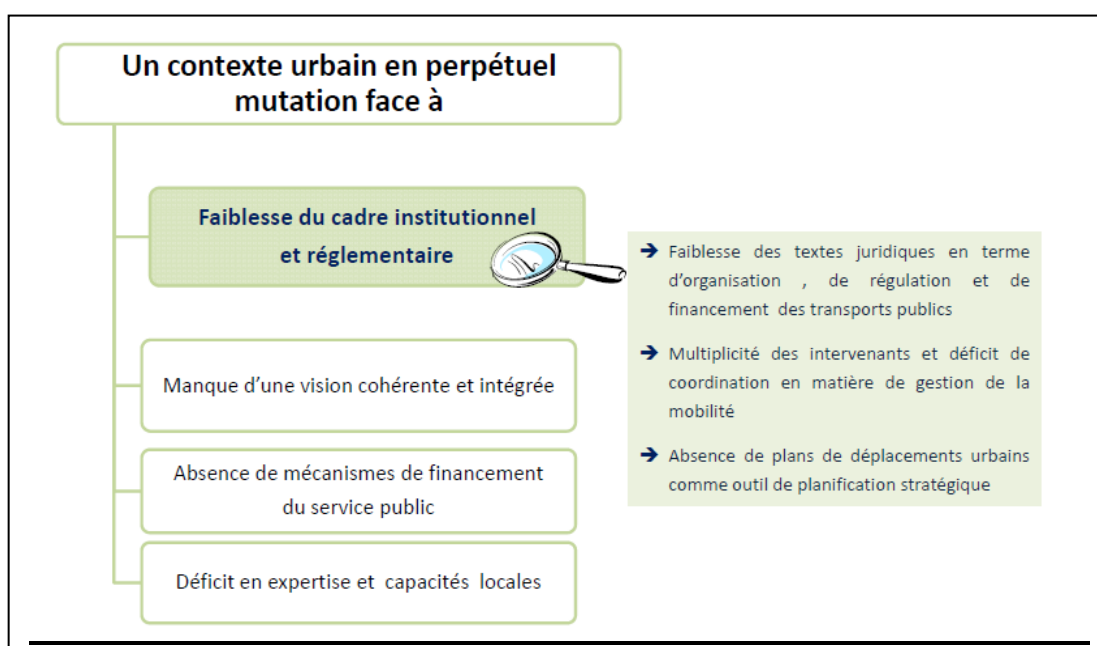 Un contexte urbain en perpétuel
mutation face à
Faiblesse du cadre institutionnel
et réglementaire
→ Faiblesse des textes juridiques en terme
d'organisation , de régulation et de
financement des transports publics
→ Multiplicité des intervenants et déficit de
coordination en matière de gestion de la
mobilité
→ Absence de plans de déplacements urbains
comme outil de planification stratégique
Manque d'une vision cohérente et intégrée
Absence de mécanismes de financement
du service public
Déficit en expertise et capacités locales